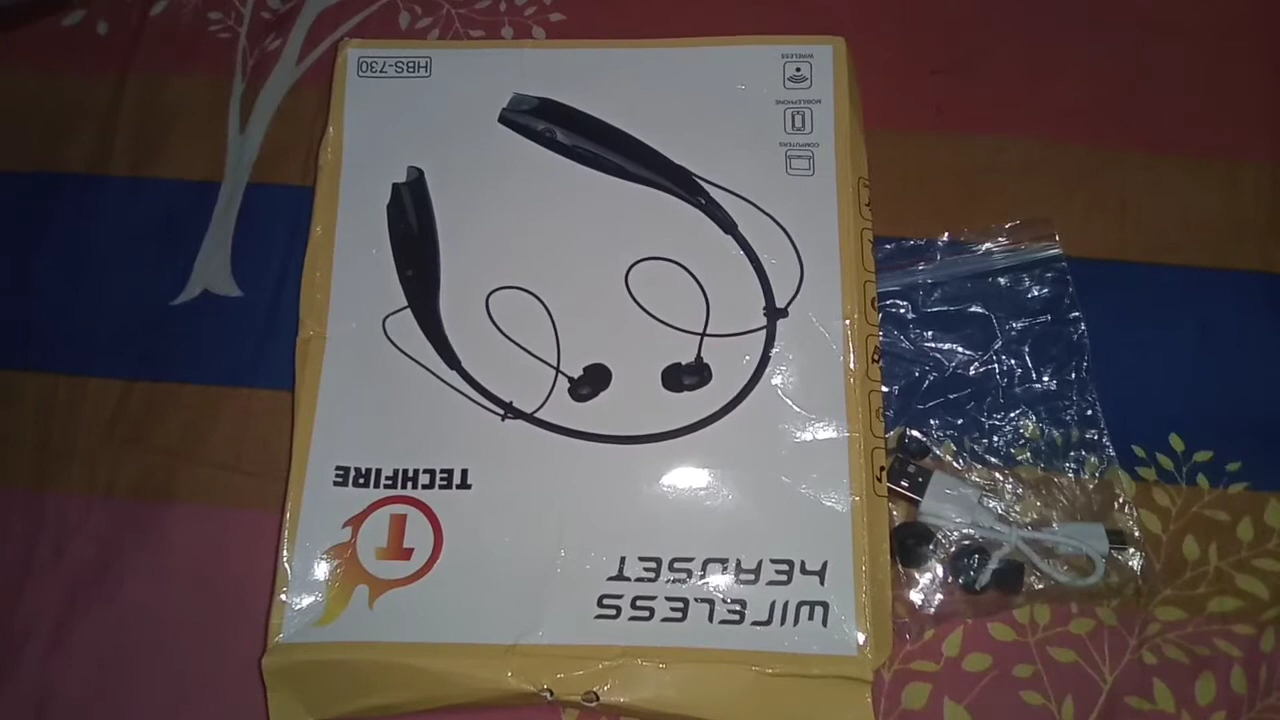 WIRELESS
HEADSET
T
TECHFIRE
COMPUTERS
MOBILEPHONE
WIRELESS
HBS-730